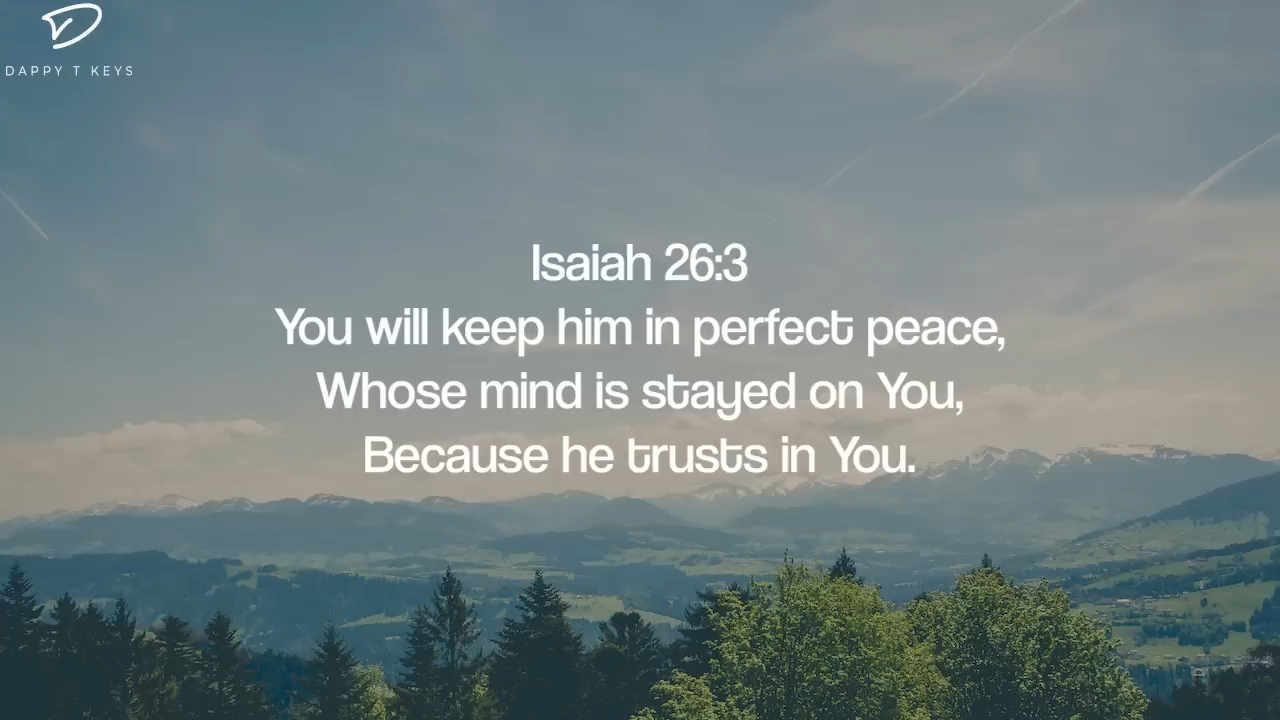 DAPPY T KEYS
Isaiah 26:3
You will keep him in perfect peace,
Whose mind is stayed on You,
Because he trusts in You.